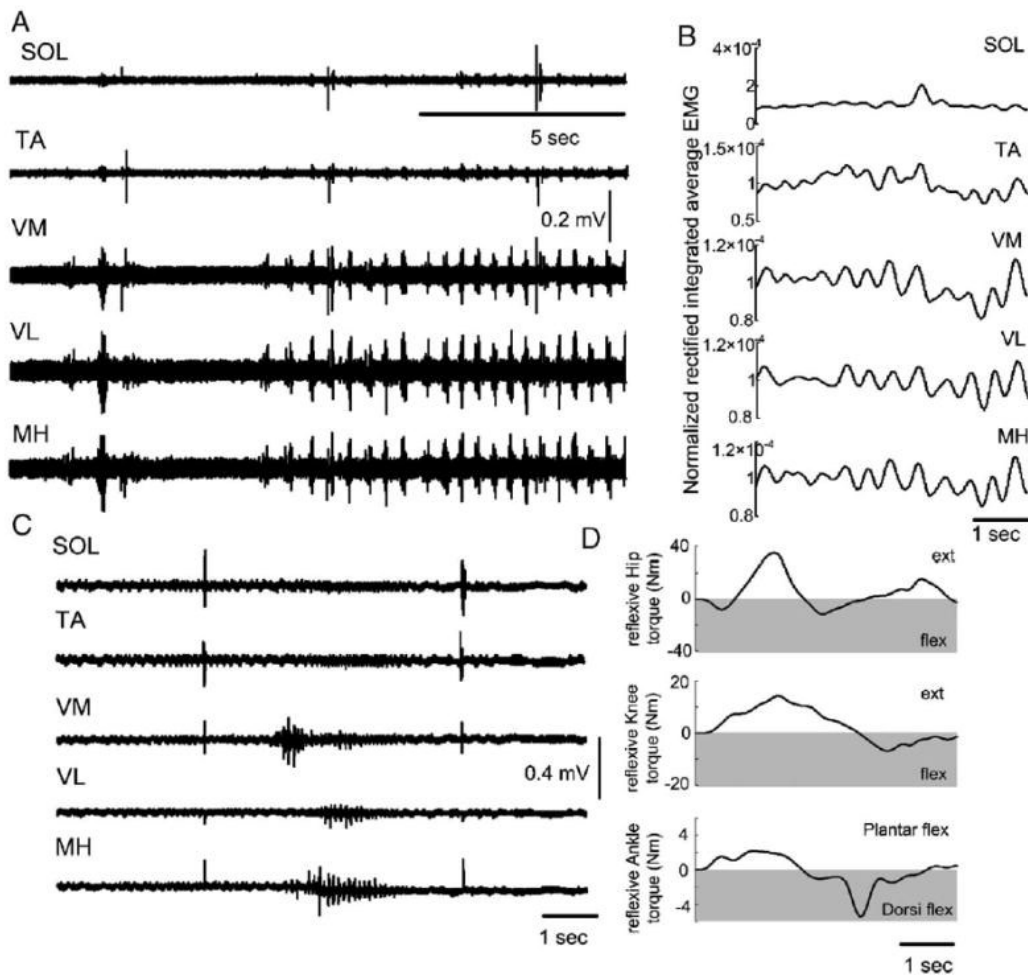 A
SOL
5 sec
TA
0.2 mV
VM
VL
MH
B
Normalized rectified integrated average EMG
4×10⁻⁴
SOL
2
0
1.5×10⁻⁴
TA
1
0.5
1.2×10⁻⁴
VM
1
0.8
1.2×10⁻⁴
VL
1
0.8
1.2×10⁻⁴
MH
1
0.8
1 sec
C
SOL
TA
VM
0.4 mV
VL
MH
1 sec
D
reflexive Hip
torque (Nm)
40
0
-40
ext
flex
reflexive Knee
torque (Nm)
20
0
-20
ext
flex
reflexive Ankle
torque (Nm)
4
0
-4
Plantar flex
Dorsi flex
1 sec